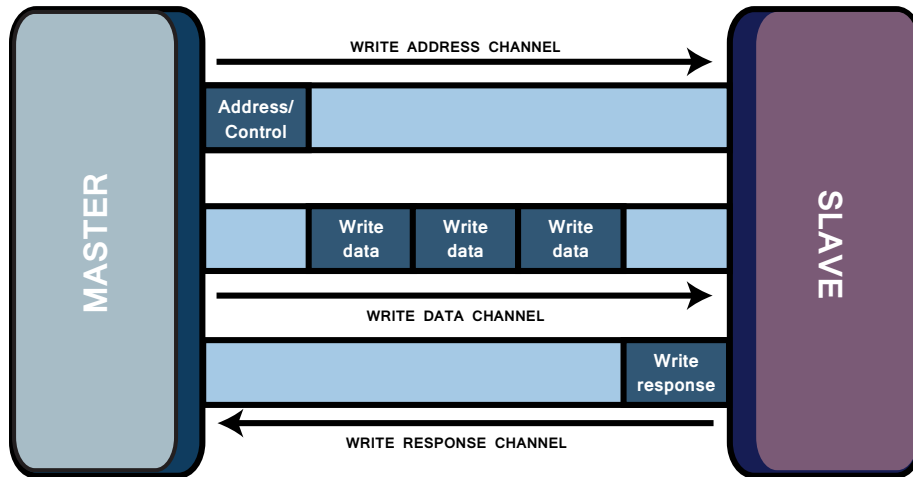 WRITE ADDRESS CHANNEL
Address/
Control
MASTER
SLAVE
Write
data
Write
data
Write
data
WRITE DATA CHANNEL
Write
response
WRITE RESPONSE CHANNEL